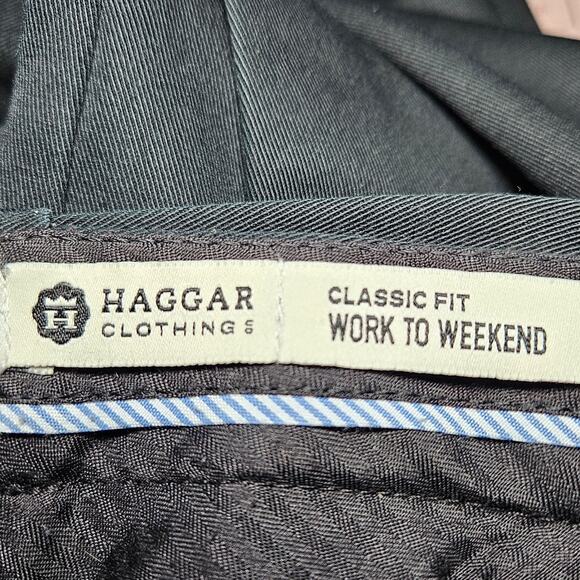 H
HAGGAR
CLOTHING CO
CLASSIC FIT
WORK TO WEEKEND